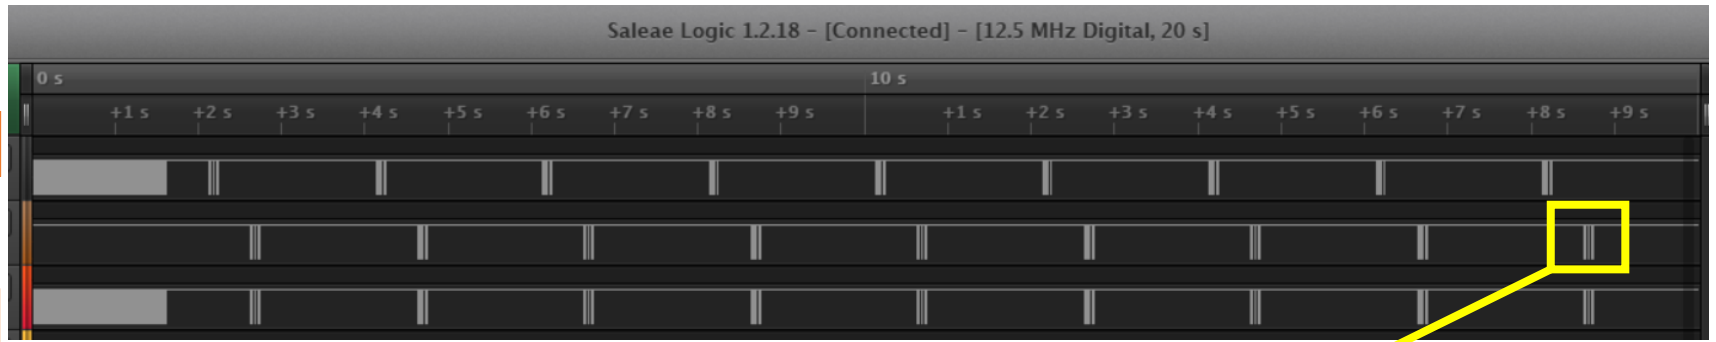 Saleae Logic 1.2.18 – [Connected] – [12.5 MHz Digital, 20 s]
0 s 10 s
+1 s +2 s +3 s +4 s +5 s +6 s +7 s +8 s +9 s +1 s +2 s +3 s +4 s +5 s +6 s +7 s +8 s +9 s